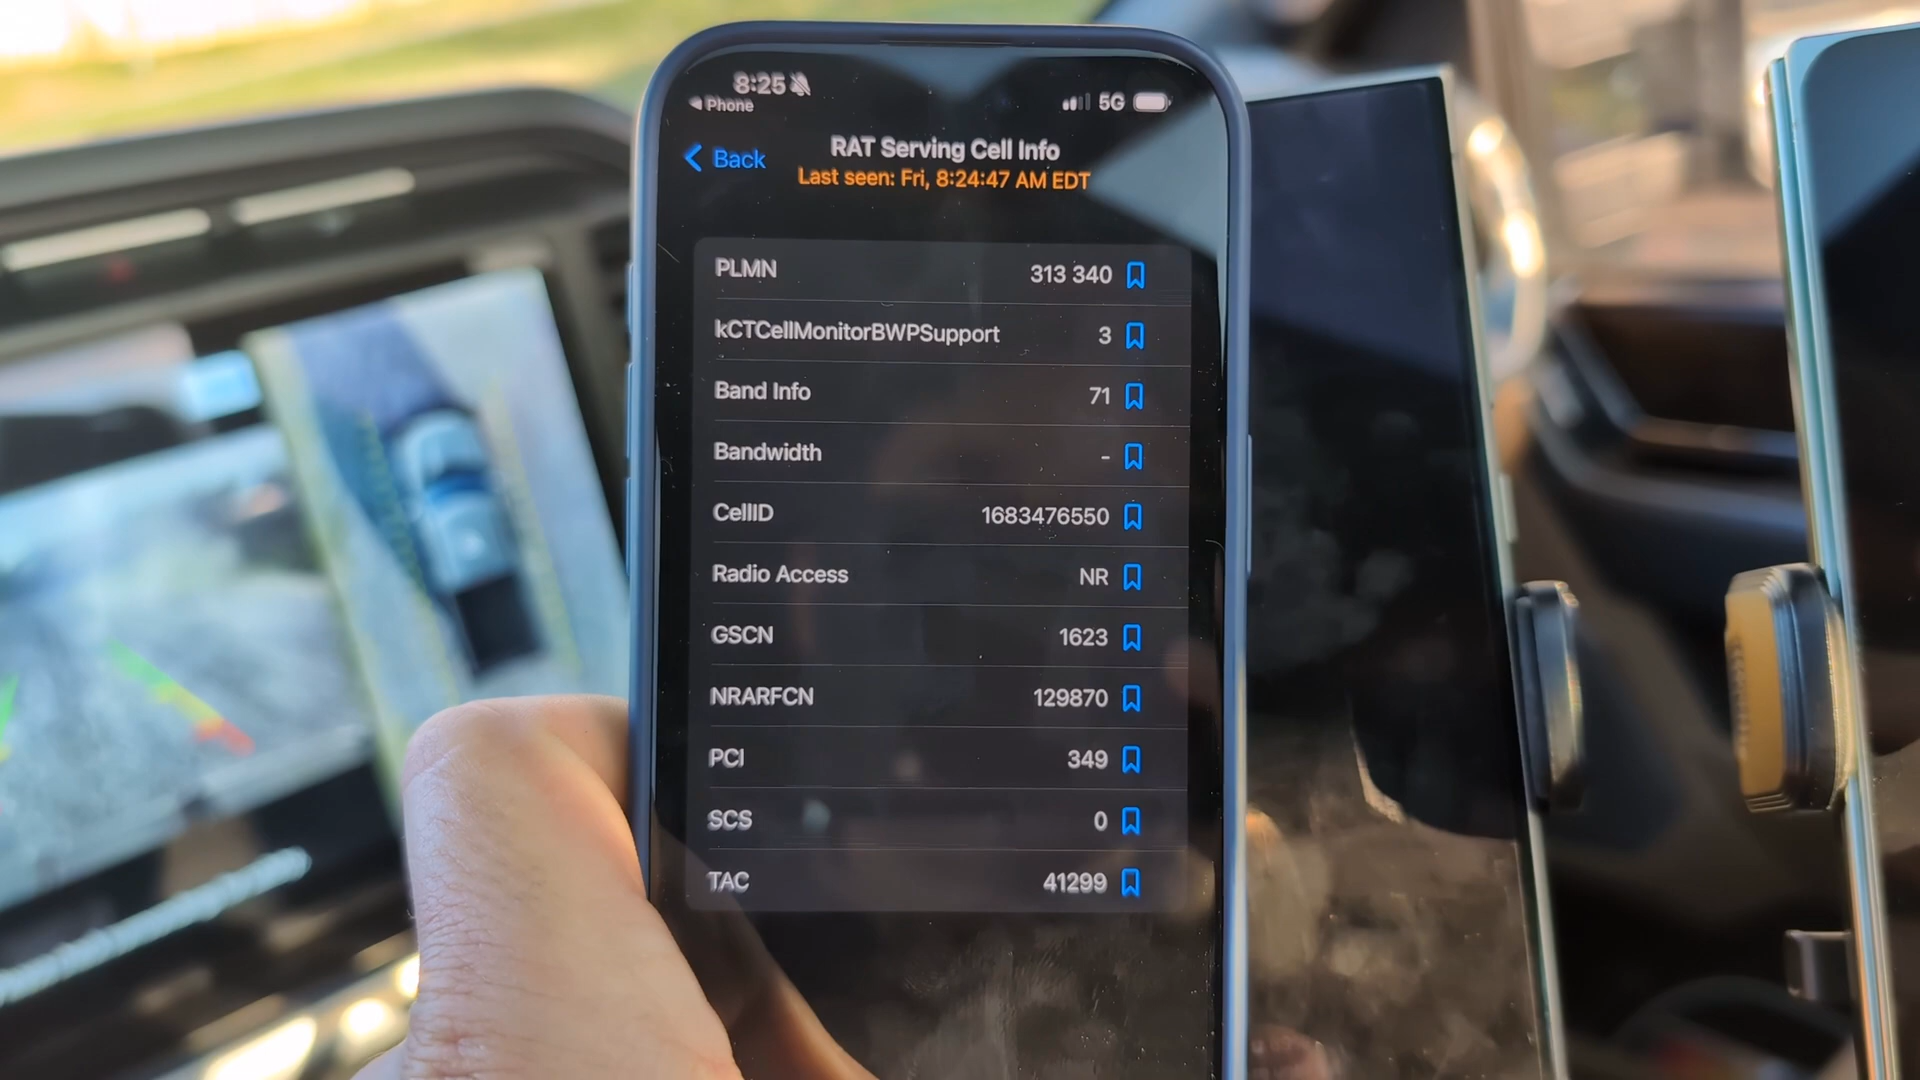 8:25
5G
◀ Phone
Back
RAT Serving Cell Info
Last seen: Fri, 8:24:47 AM EDT
PLMN 313 340
kCTCellMonitorBWPSupport 3
Band Info 71
Bandwidth -
CellID 1683476550
Radio Access NR
GSCN 1623
NRARFCN 129870
PCI 349
SCS 0
TAC 41299